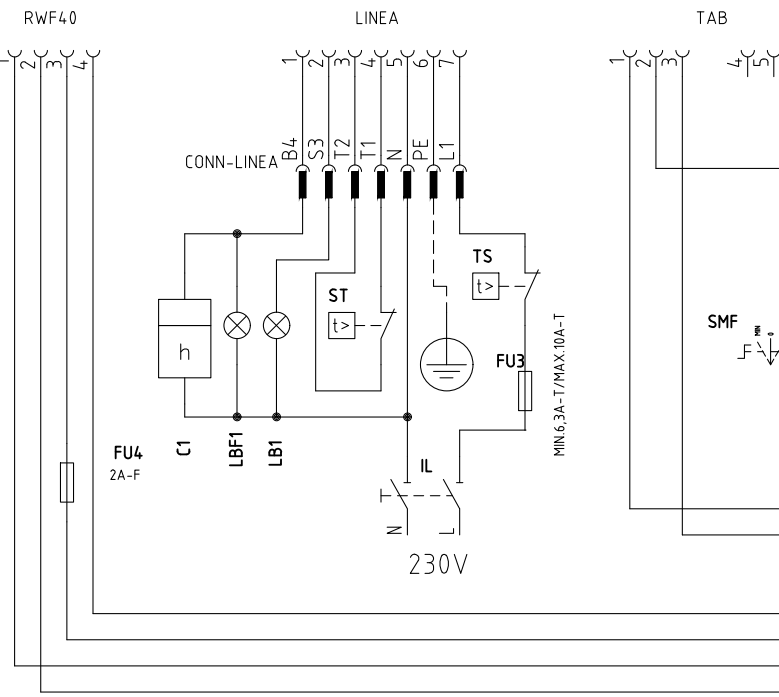 RWF40
LINEA
TAB
1
2
3
4
1
2
3
4
5
6
7
1
2
3
4
5
CONN-LINEA
B4
S3
T2
T1
N
PE
L1
TS
t>
ST
t>
h
SMF
MIN
0
FU3
MIN.6,3A-T/MAX.10A-T
C1
LBF1
LB1
FU4
2A-F
IL
N
L
230V